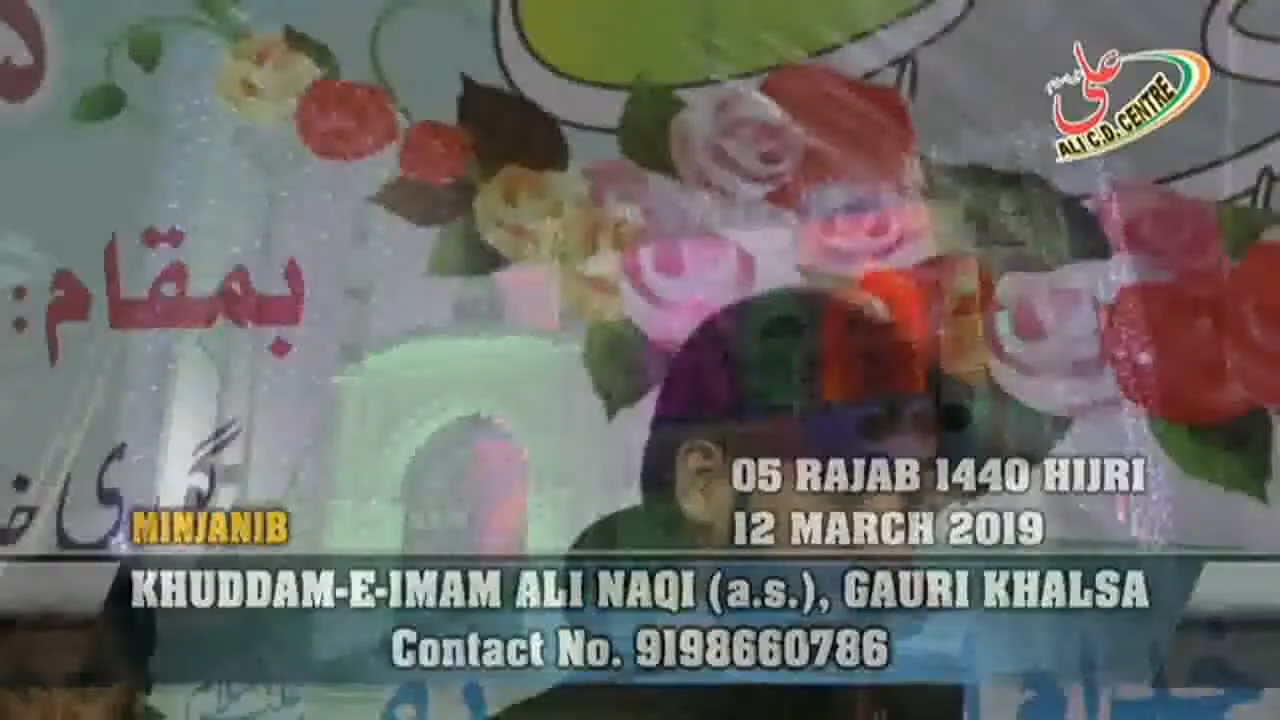 علی
ALI C.D. CENTRE
بمقام :
گوری خ
05 RAJAB 1440 HIJRI
12 MARCH 2019
MINJANIB
KHUDDAM-E-IMAM ALI NAQI (a.s.), GAURI KHALSA
Contact No. 9198660786